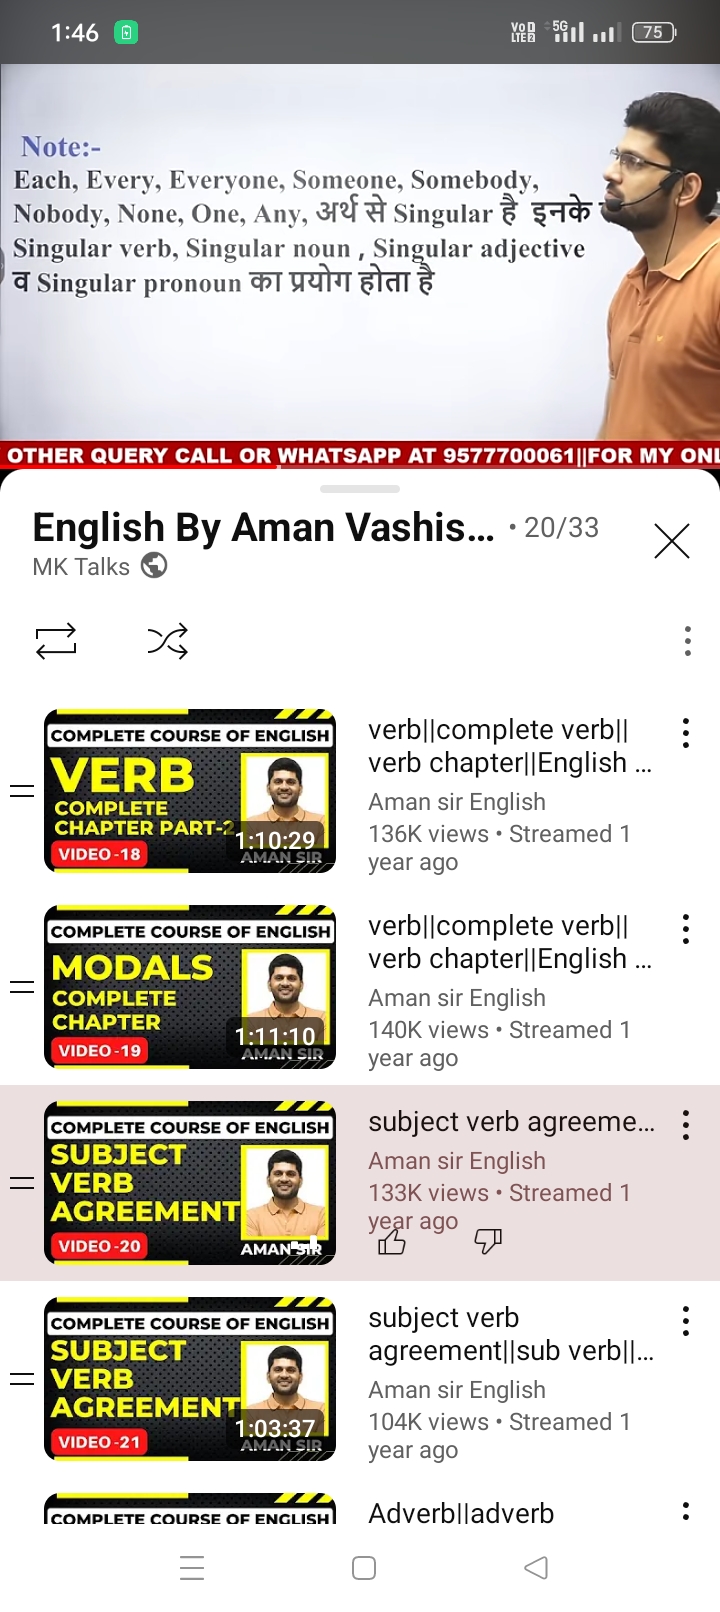 1:46
VoD LTE2 5G 75
Note:-
Each, Every, Everyone, Someone, Somebody,
Nobody, None, One, Any, अर्थ से Singular है इनके
Singular verb, Singular noun , Singular adjective
व Singular pronoun का प्रयोग होता है
OTHER QUERY CALL OR WHATSAPP AT 9577700061||FOR MY ONL
English By Aman Vashis... • 20/33
MK Talks
COMPLETE COURSE OF ENGLISH
VERB
COMPLETE
CHAPTER PART-2
1:10:29
VIDEO -18
AMAN SIR
verb||complete verb||
verb chapter||English ...
Aman sir English
136K views • Streamed 1
year ago
COMPLETE COURSE OF ENGLISH
MODALS
COMPLETE
CHAPTER
1:11:10
VIDEO -19
AMAN SIR
verb||complete verb||
verb chapter||English ...
Aman sir English
140K views • Streamed 1
year ago
COMPLETE COURSE OF ENGLISH
SUBJECT
VERB
AGREEMENT
VIDEO -20
AMAN SIR
subject verb agreeme...
Aman sir English
133K views • Streamed 1
year ago
COMPLETE COURSE OF ENGLISH
SUBJECT
VERB
AGREEMENT
1:03:37
VIDEO -21
AMAN SIR
subject verb
agreement||sub verb||...
Aman sir English
104K views • Streamed 1
year ago
COMPLETE COURSE OF ENGLISH
Adverb||adverb